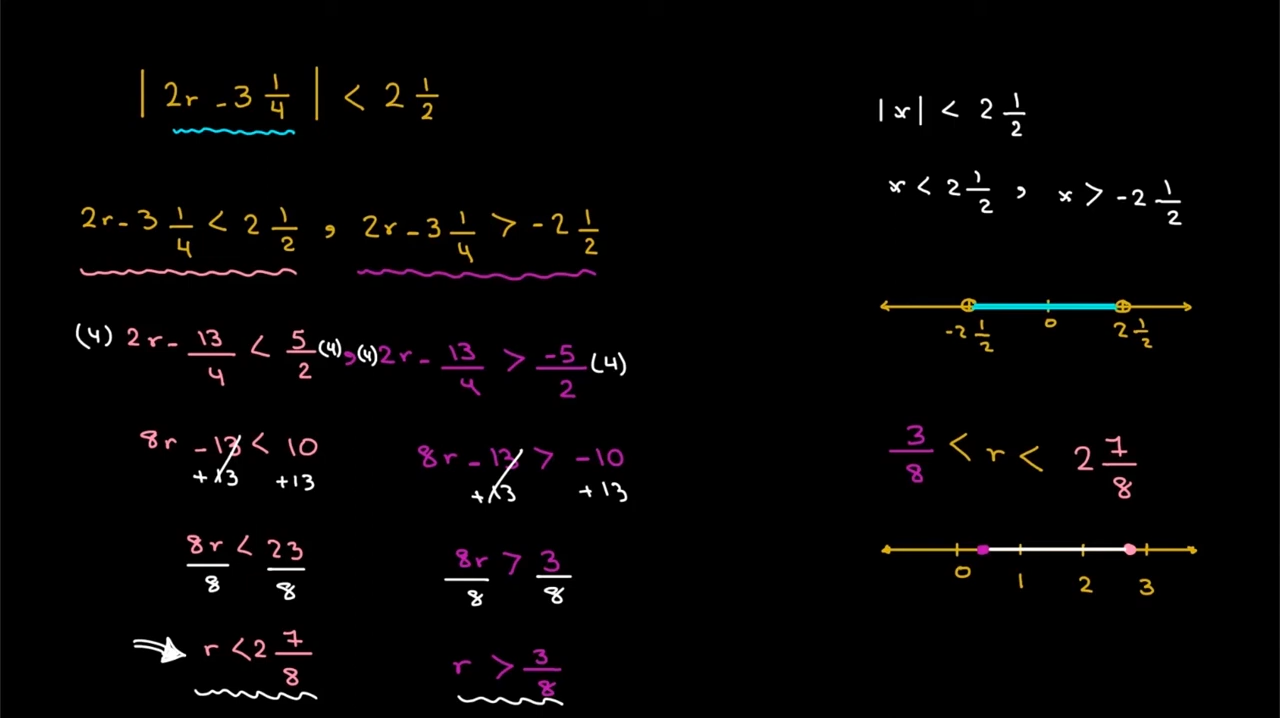 | 2r - 3 1/4 | < 2 1/2
2r - 3 1/4 < 2 1/2 , 2r - 3 1/4 > -2 1/2
(4) 2r - 13/4 < 5/2 (4) , (4) 2r - 13/4 > -5/2 (4)
8r - 13 < 10
+13 +13
8r - 13 > -10
+13 +13
8r/8 < 23/8
8r/8 > 3/8
r < 2 7/8
r > 3/8
|x| < 2 1/2
x < 2 1/2 , x > -2 1/2
-2 1/2 0 2 1/2
3/8 < r < 2 7/8
0 1 2 3